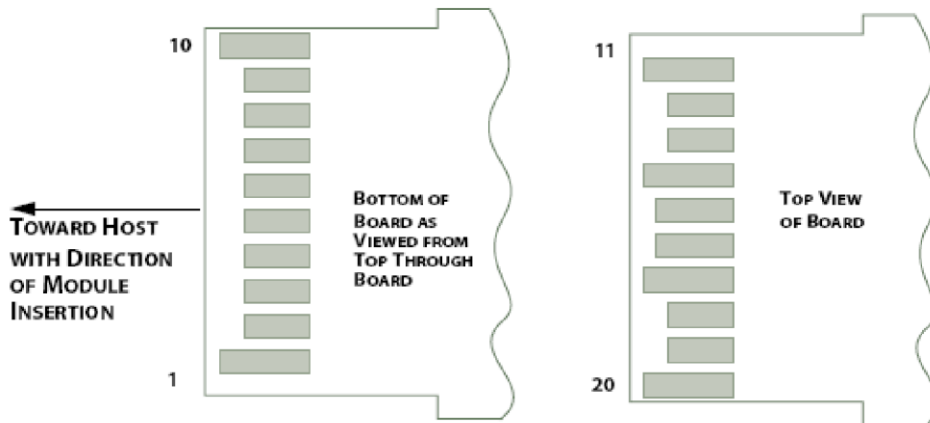 10
1
TOWARD HOST
WITH DIRECTION
OF MODULE
INSERTION
BOTTOM OF
BOARD AS
VIEWED FROM
TOP THROUGH
BOARD
11
20
TOP VIEW
OF BOARD